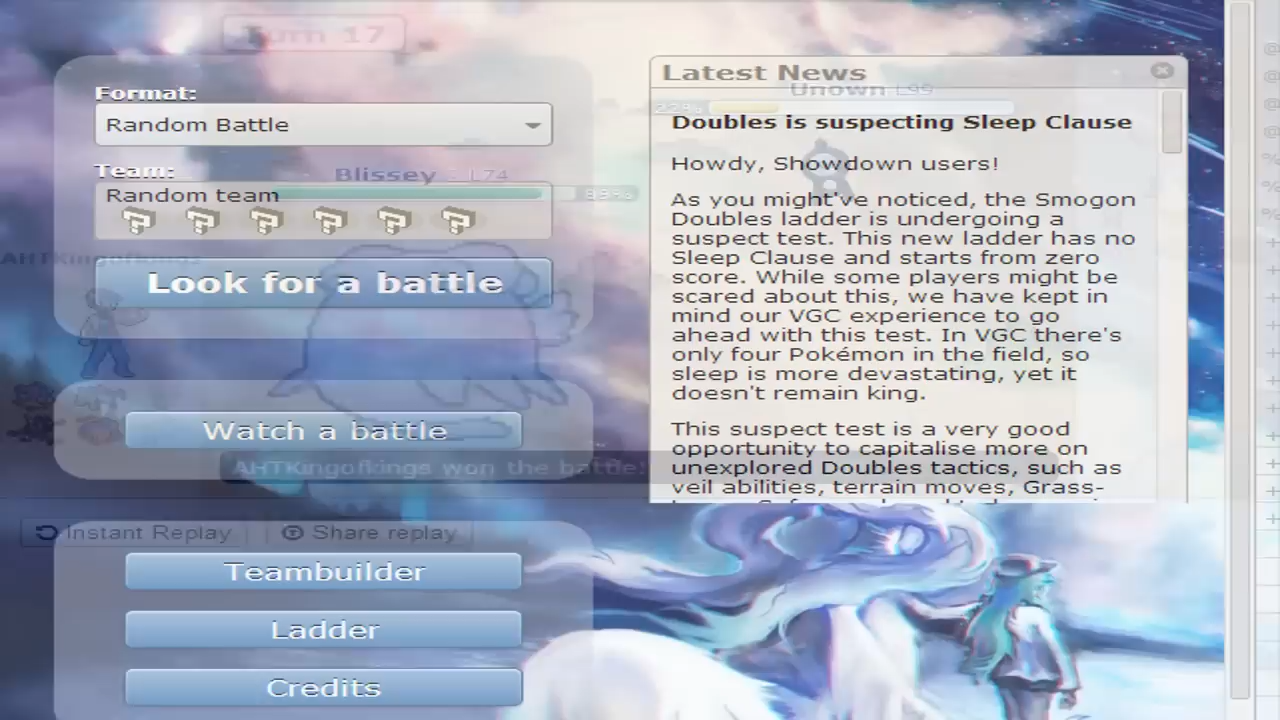 Turn 17
Format:
Random Battle
Team:
Random team
Blissey L74
88%
AHTKingofkings
Look for a battle
Watch a battle
AHTKingofkings won the battle!
Instant Replay
Share replay
Teambuilder
Ladder
Credits
Latest News
Unown L99
22%
Doubles is suspecting Sleep Clause
Howdy, Showdown users!
As you might've noticed, the Smogon
Doubles ladder is undergoing a
suspect test. This new ladder has no
Sleep Clause and starts from zero
score. While some players might be
scared about this, we have kept in
mind our VGC experience to go
ahead with this test. In VGC there's
only four Pokémon in the field, so
sleep is more devastating, yet it
doesn't remain king.
This suspect test is a very good
opportunity to capitalise more on
unexplored Doubles tactics, such as
veil abilities, terrain moves, Grass-